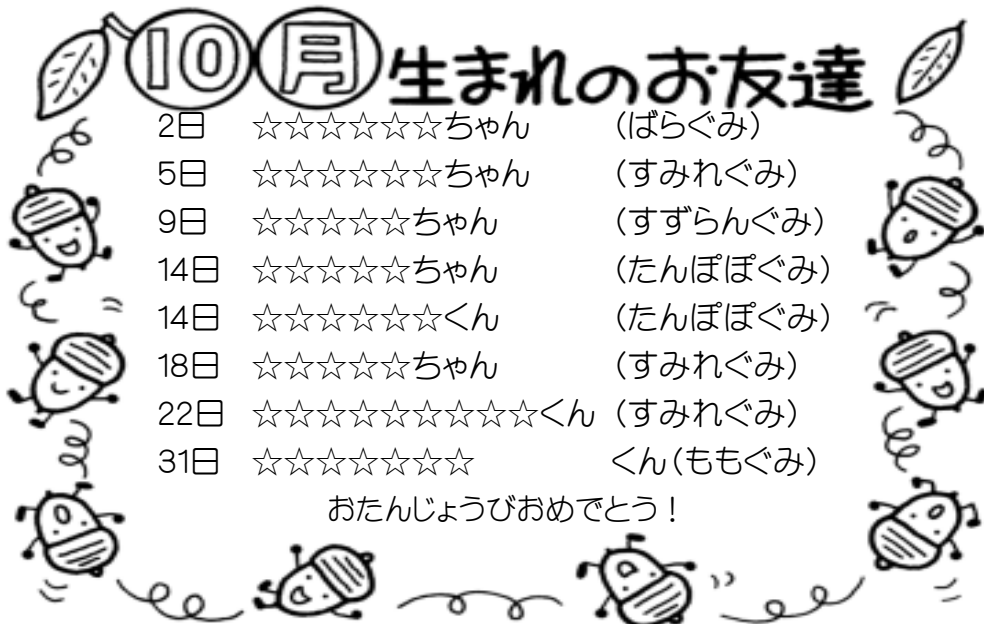 10月生まれのお友達
2日 ☆☆☆☆☆☆ちゃん (ばらぐみ)
5日 ☆☆☆☆☆☆ちゃん (すみれぐみ)
9日 ☆☆☆☆☆ちゃん (すずらんぐみ)
14日 ☆☆☆☆☆ちゃん (たんぽぽぐみ)
14日 ☆☆☆☆☆☆くん (たんぽぽぐみ)
18日 ☆☆☆☆☆ちゃん (すみれぐみ)
22日 ☆☆☆☆☆☆☆☆☆くん (すみれぐみ)
31日 ☆☆☆☆☆☆☆ くん(ももぐみ)
おたんじょうびおめでとう!